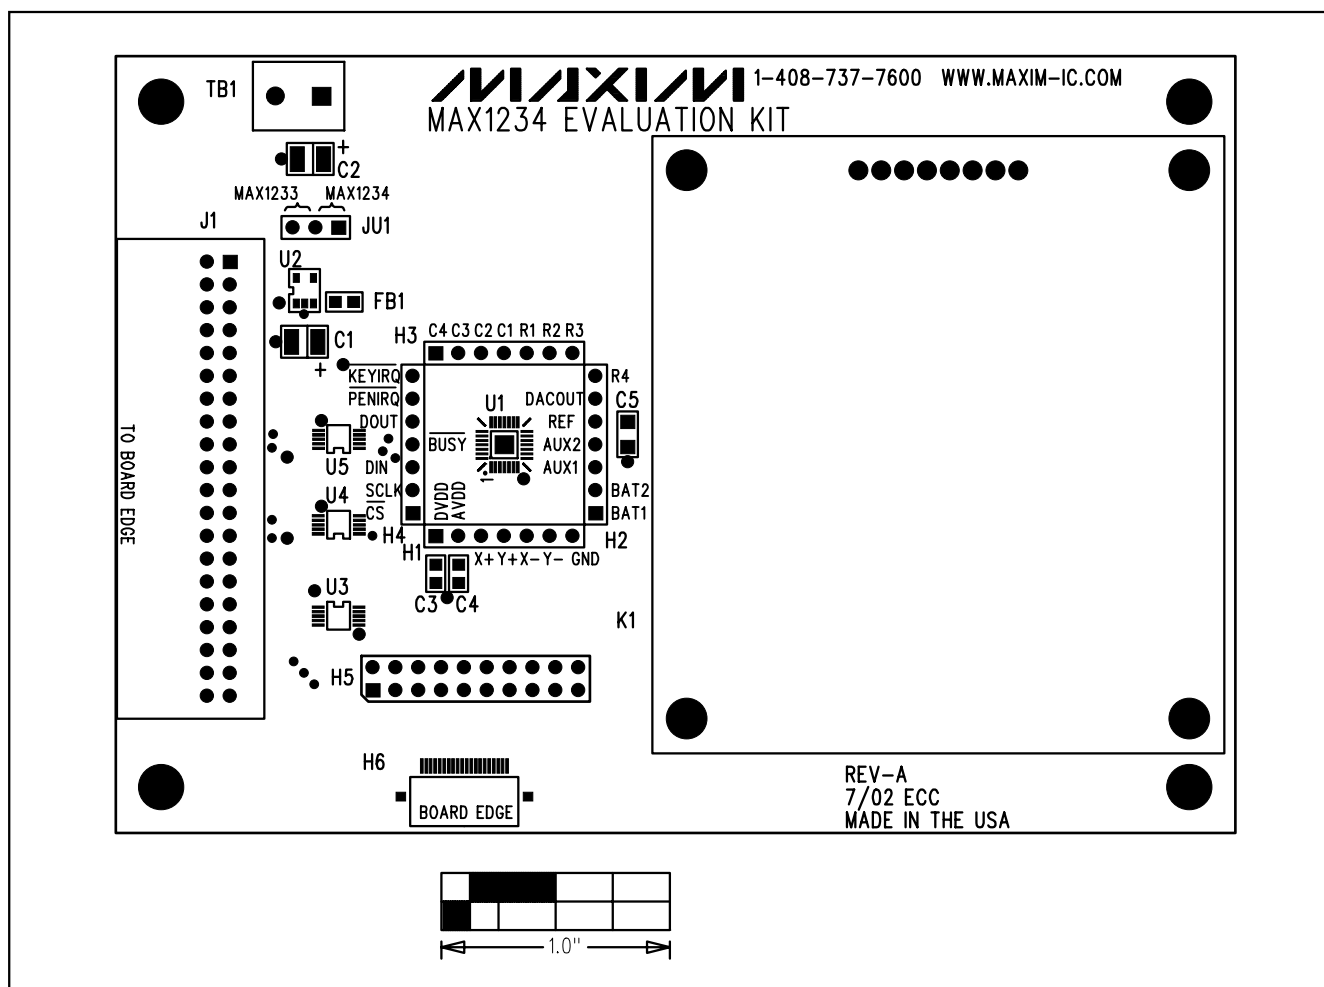 TB1
MAXIM 1-408-737-7600 WWW.MAXIM-IC.COM
MAX1234 EVALUATION KIT
+
C2
MAX1233 MAX1234
J1
JU1
U2
FB1
C1
+
H3
C4 C3 C2 C1 R1 R2 R3
KEYIRQ
PENIRQ
DOUT
BUSY
DIN
SCLK
CS
DVDD
AVDD
U1
1
R4
DACOUT
REF
AUX2
AUX1
BAT2
BAT1
C5
TO BOARD EDGE
U5
U4
H4
H1
X+ Y+ X- Y- GND
H2
C3 C4
U3
K1
H5
H6
BOARD EDGE
REV-A
7/02 ECC
MADE IN THE USA
1.0"